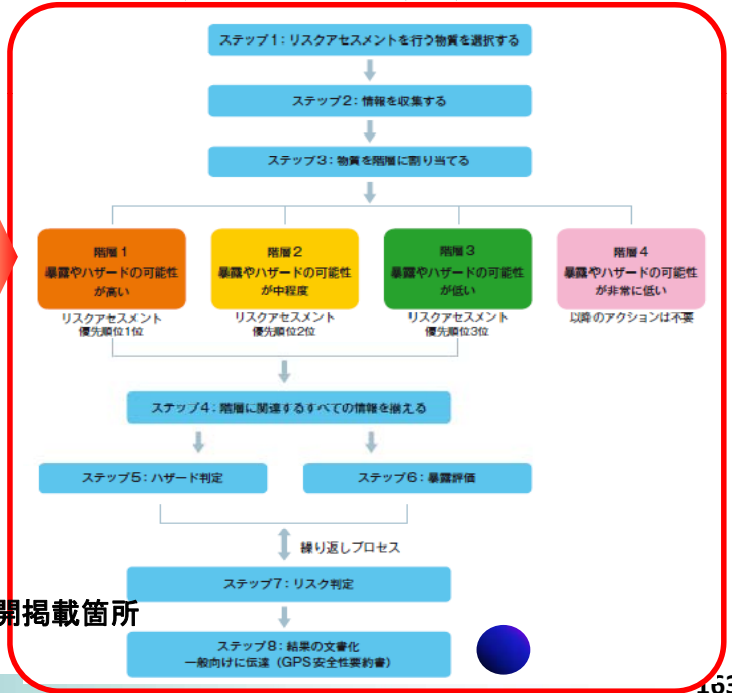 ステップ1：リスクアセスメントを行う物質を選択する
ステップ2：情報を収集する
ステップ3：物質を階層に割り当てる
階層1
暴露やハザードの可能性
が高い
階層2
暴露やハザードの可能性
が中程度
階層3
暴露やハザードの可能性
が低い
階層4
暴露やハザードの可能性
が非常に低い
リスクアセスメント
優先順位1位
リスクアセスメント
優先順位2位
リスクアセスメント
優先順位3位
以降のアクションは不要
ステップ4：階層に関連するすべての情報を揃える
ステップ5：ハザード判定
ステップ6：暴露評価
繰り返しプロセス
ステップ7：リスク判定
開掲載箇所
ステップ8：結果の文書化
一般向けに伝達（GPS安全性要約書）
163